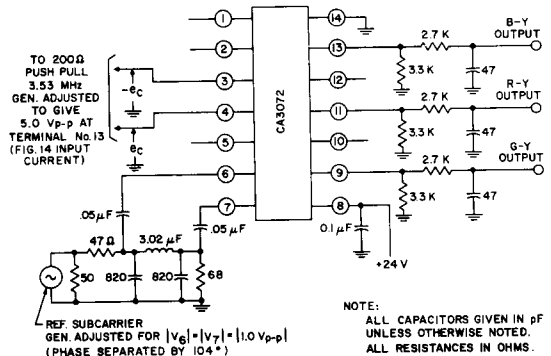 TO 200Ω
PUSH PULL
3.53 MHz
GEN. ADJUSTED
TO GIVE
5.0 Vp-p AT
TERMINAL No. 13
(FIG. 14 INPUT
CURRENT)
-eC
eC
1
2
3
4
5
6
7
CA3072
14
13
12
11
10
9
8
B-Y
OUTPUT
2.7 K
3.3 K
47
R-Y
OUTPUT
2.7 K
3.3 K
47
G-Y
OUTPUT
2.7 K
3.3 K
47
0.1 µF
+24 V
.05µF
.05µF
47Ω
3.02 µF
50
820
820
68
REF. SUBCARRIER
GEN. ADJUSTED FOR |V6| = |V7| = |1.0 Vp-p|
(PHASE SEPARATED BY 104°)
NOTE:
ALL CAPACITORS GIVEN IN pF
UNLESS OTHERWISE NOTED.
ALL RESISTANCES IN OHMS.